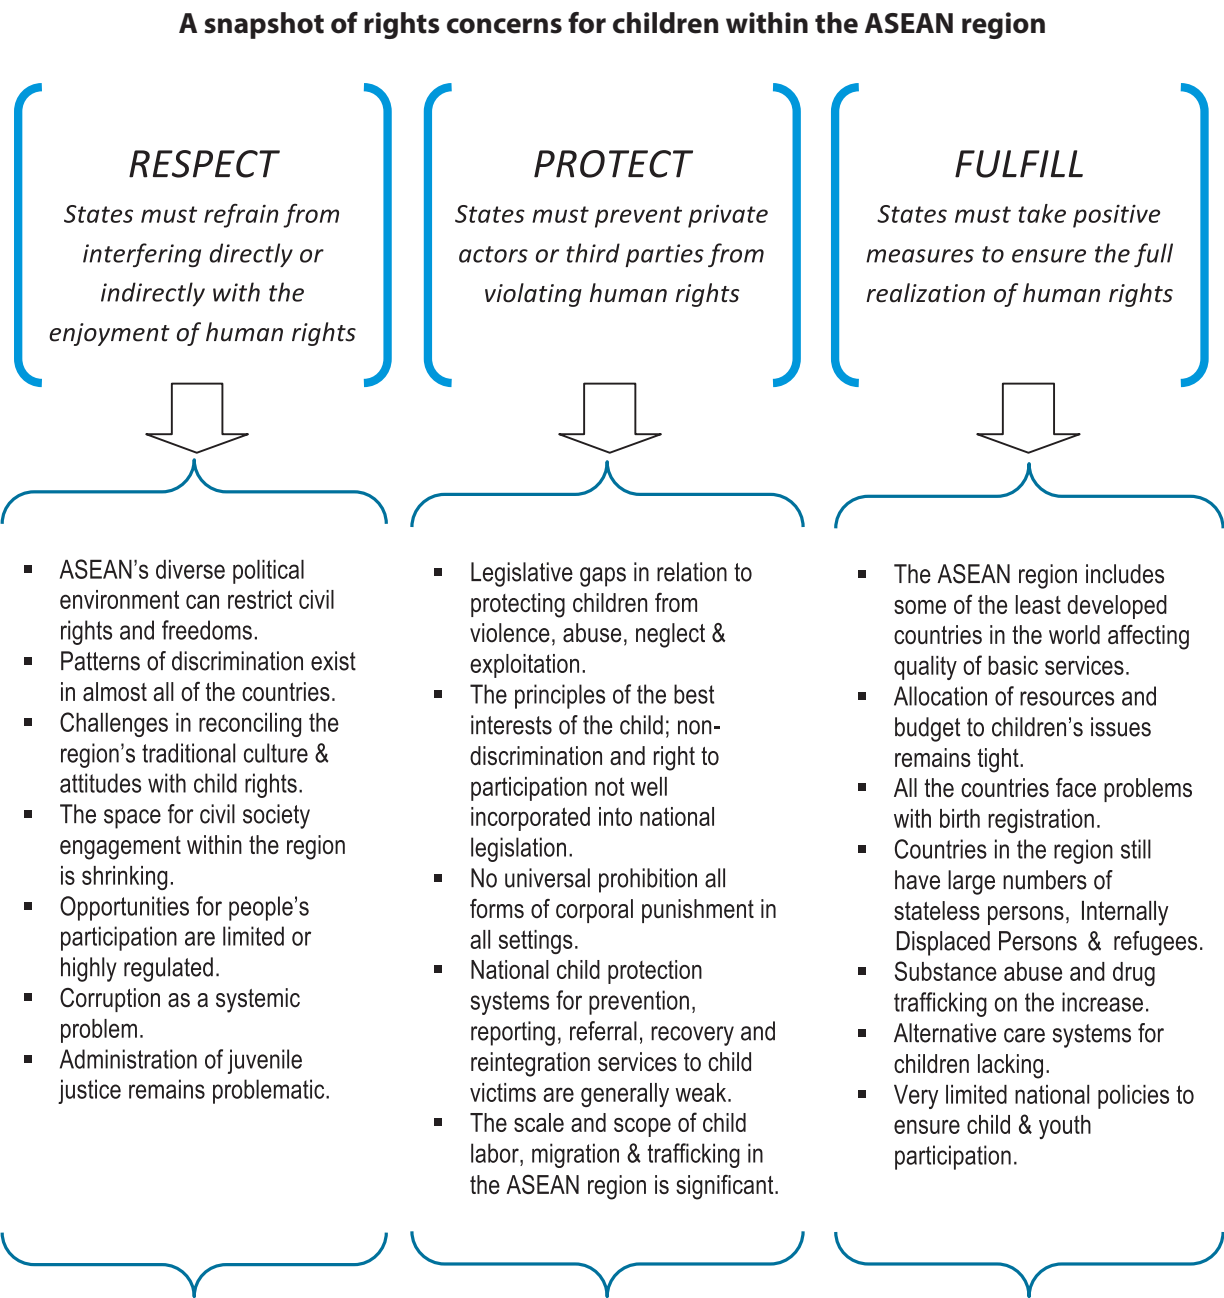 A snapshot of rights concerns for children within the ASEAN region
RESPECT
States must refrain from
interfering directly or
indirectly with the
enjoyment of human rights
PROTECT
States must prevent private
actors or third parties from
violating human rights
FULFILL
States must take positive
measures to ensure the full
realization of human rights
▪ ASEAN's diverse political
environment can restrict civil
rights and freedoms.
▪ Patterns of discrimination exist
in almost all of the countries.
▪ Challenges in reconciling the
region's traditional culture &
attitudes with child rights.
▪ The space for civil society
engagement within the region
is shrinking.
▪ Opportunities for people's
participation are limited or
highly regulated.
▪ Corruption as a systemic
problem.
▪ Administration of juvenile
justice remains problematic.
▪ Legislative gaps in relation to
protecting children from
violence, abuse, neglect &
exploitation.
▪ The principles of the best
interests of the child; non-
discrimination and right to
participation not well
incorporated into national
legislation.
▪ No universal prohibition all
forms of corporal punishment in
all settings.
▪ National child protection
systems for prevention,
reporting, referral, recovery and
reintegration services to child
victims are generally weak.
▪ The scale and scope of child
labor, migration & trafficking in
the ASEAN region is significant.
▪ The ASEAN region includes
some of the least developed
countries in the world affecting
quality of basic services.
▪ Allocation of resources and
budget to children's issues
remains tight.
▪ All the countries face problems
with birth registration.
▪ Countries in the region still
have large numbers of
stateless persons, Internally
Displaced Persons & refugees.
▪ Substance abuse and drug
trafficking on the increase.
▪ Alternative care systems for
children lacking.
▪ Very limited national policies to
ensure child & youth
participation.